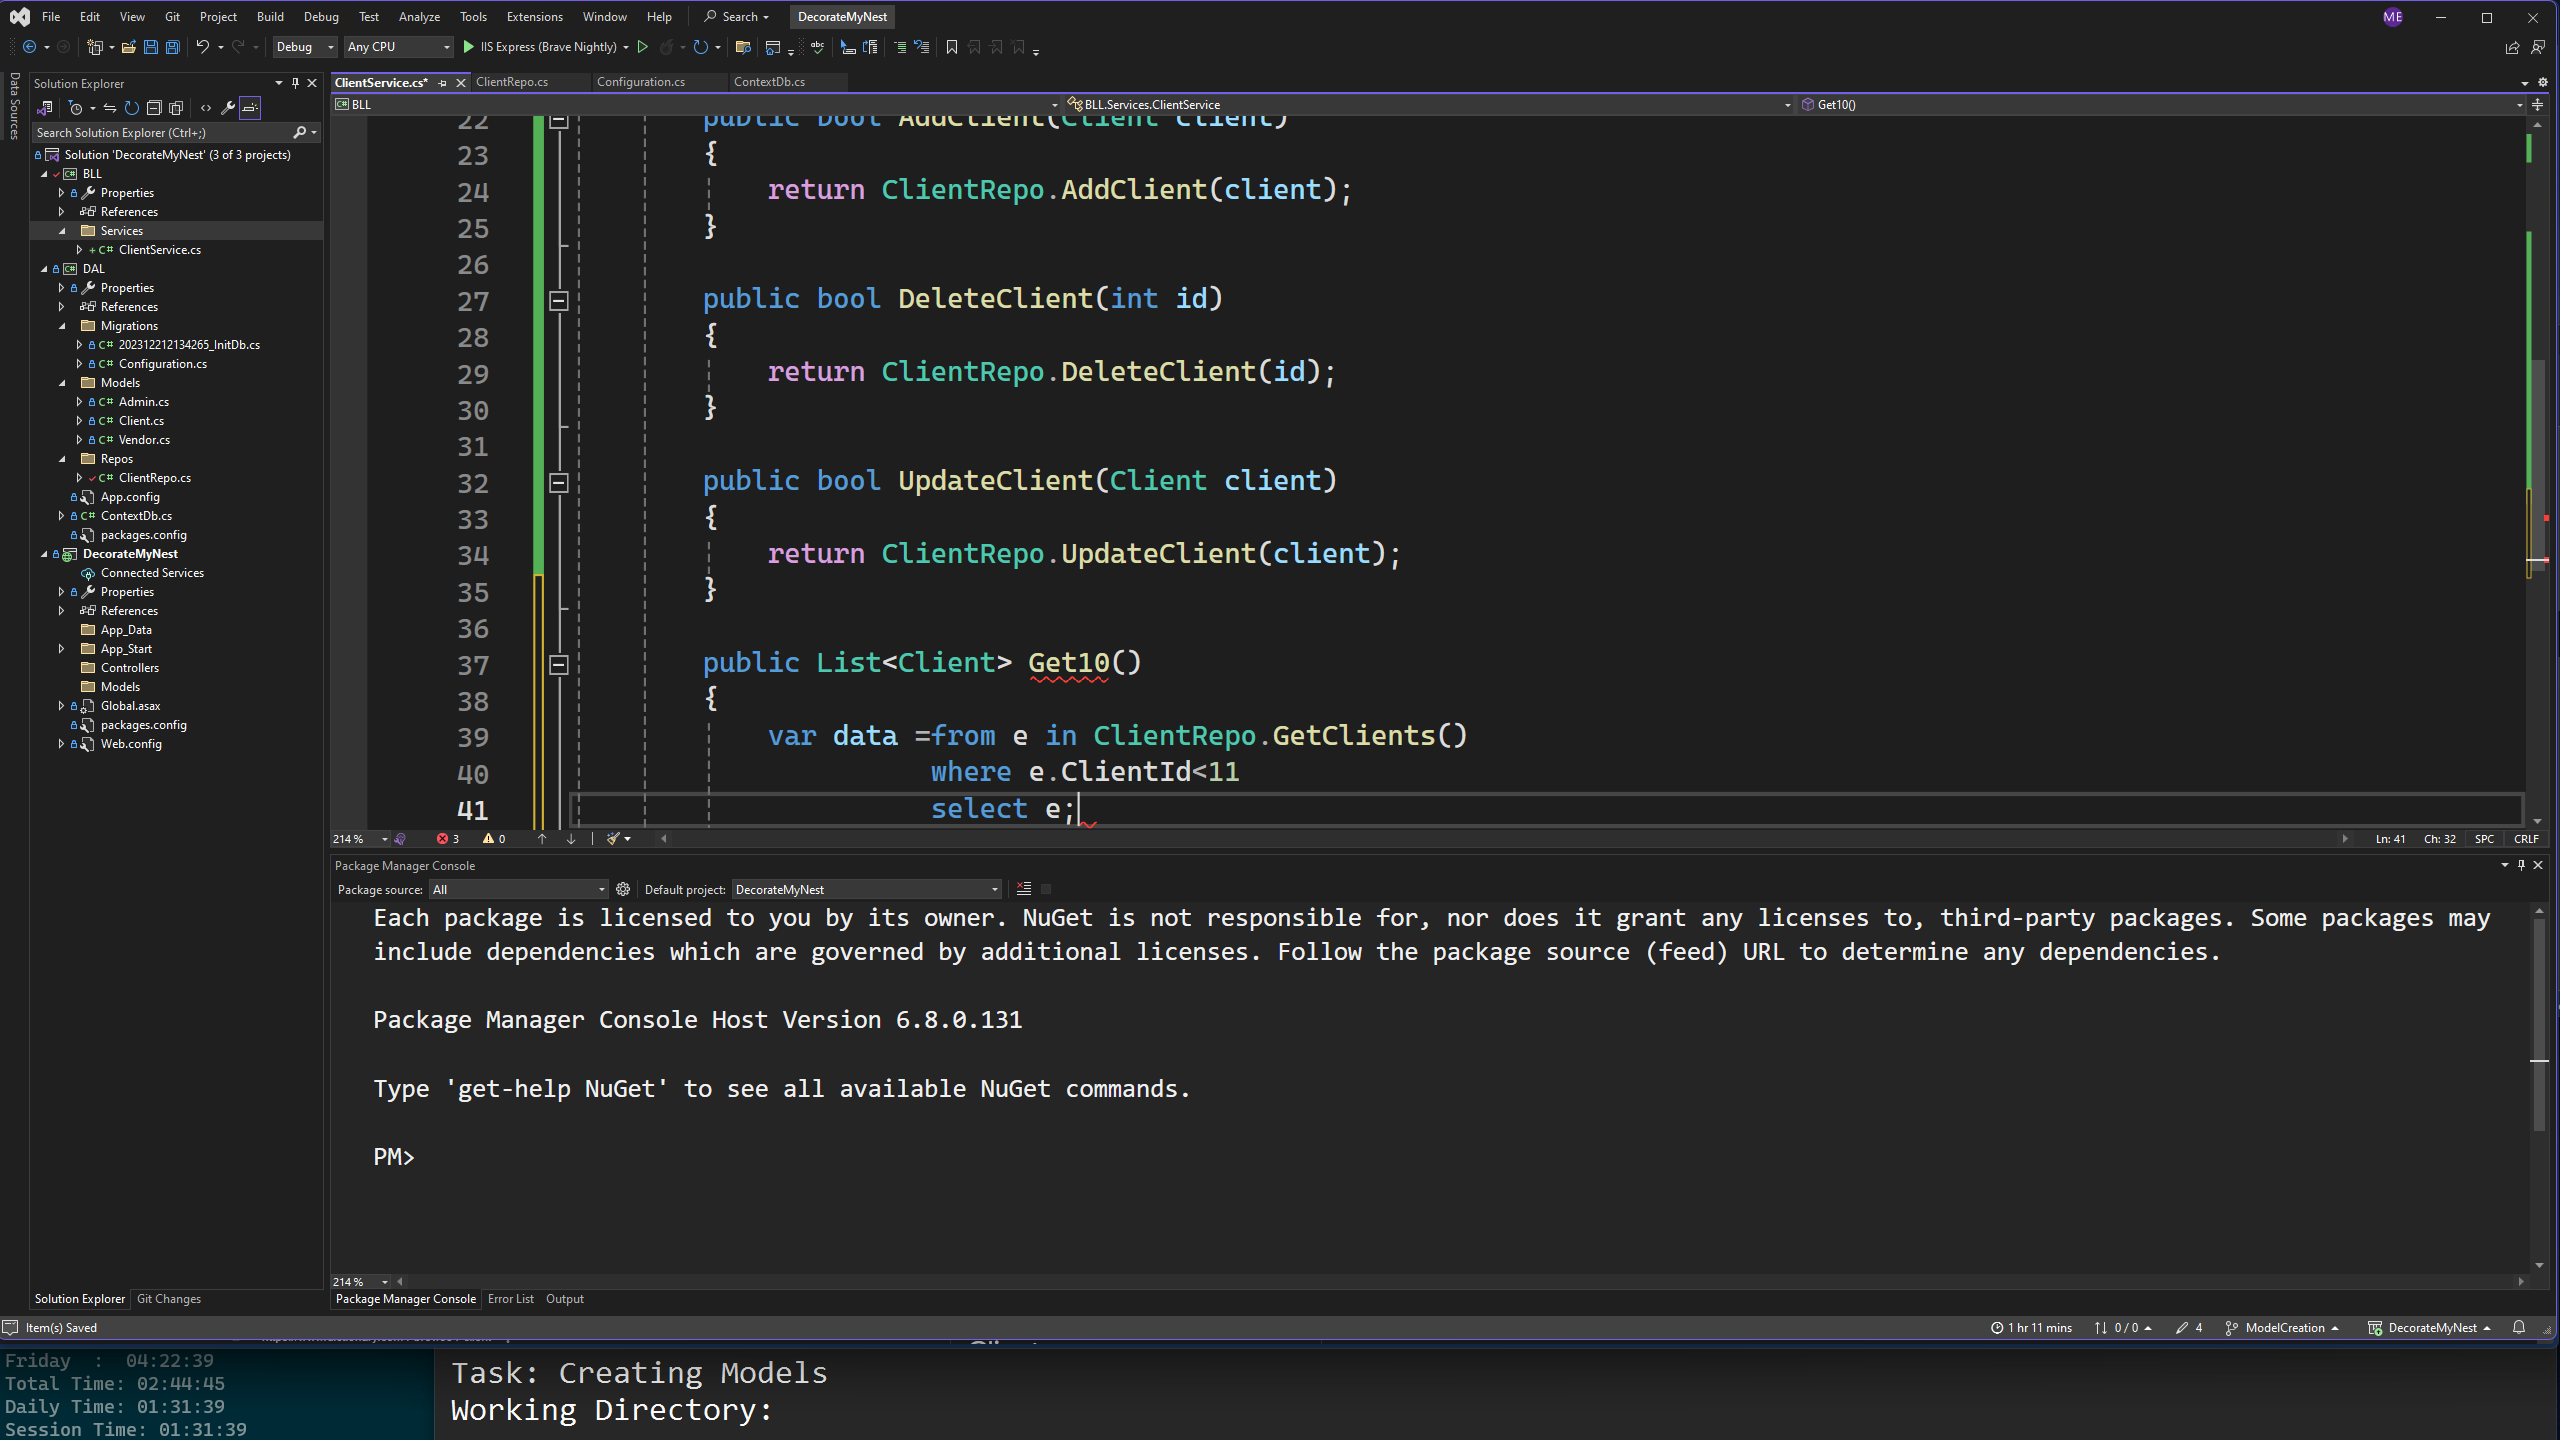 File Edit View Git Project Build Debug Test Analyze Tools Extensions Window Help Search DecorateMyNest ME
Debug Any CPU IIS Express (Brave Nightly)
Data Sources
Solution Explorer
Search Solution Explorer (Ctrl+;)
Solution 'DecorateMyNest' (3 of 3 projects)
BLL
Properties
References
Services
ClientService.cs
DAL
Properties
References
Migrations
202312212134265_InitDb.cs
Configuration.cs
Models
Admin.cs
Client.cs
Vendor.cs
Repos
ClientRepo.cs
App.config
ContextDb.cs
packages.config
DecorateMyNest
Connected Services
Properties
References
App_Data
App_Start
Controllers
Models
Global.asax
packages.config
Web.config
Solution Explorer Git Changes
ClientService.cs* ClientRepo.cs Configuration.cs ContextDb.cs
BLL BLL.Services.ClientService Get10()
22 public bool AddClient(Client client)
23 {
24 return ClientRepo.AddClient(client);
25 }
26
27 public bool DeleteClient(int id)
28 {
29 return ClientRepo.DeleteClient(id);
30 }
31
32 public bool UpdateClient(Client client)
33 {
34 return ClientRepo.UpdateClient(client);
35 }
36
37 public List<Client> Get10()
38 {
39 var data =from e in ClientRepo.GetClients()
40 where e.ClientId<11
41 select e;
214 % 3 0 Ln: 41 Ch: 32 SPC CRLF
Package Manager Console
Package source: All Default project: DecorateMyNest
Each package is licensed to you by its owner. NuGet is not responsible for, nor does it grant any licenses to, third-party packages. Some packages may
include dependencies which are governed by additional licenses. Follow the package source (feed) URL to determine any dependencies.
Package Manager Console Host Version 6.8.0.131
Type 'get-help NuGet' to see all available NuGet commands.
PM>
214 %
Package Manager Console Error List Output
Item(s) Saved 1 hr 11 mins 0 / 0 4 ModelCreation DecorateMyNest
Friday : 04:22:39
Total Time: 02:44:45
Daily Time: 01:31:39
Session Time: 01:31:39
Task: Creating Models
Working Directory: